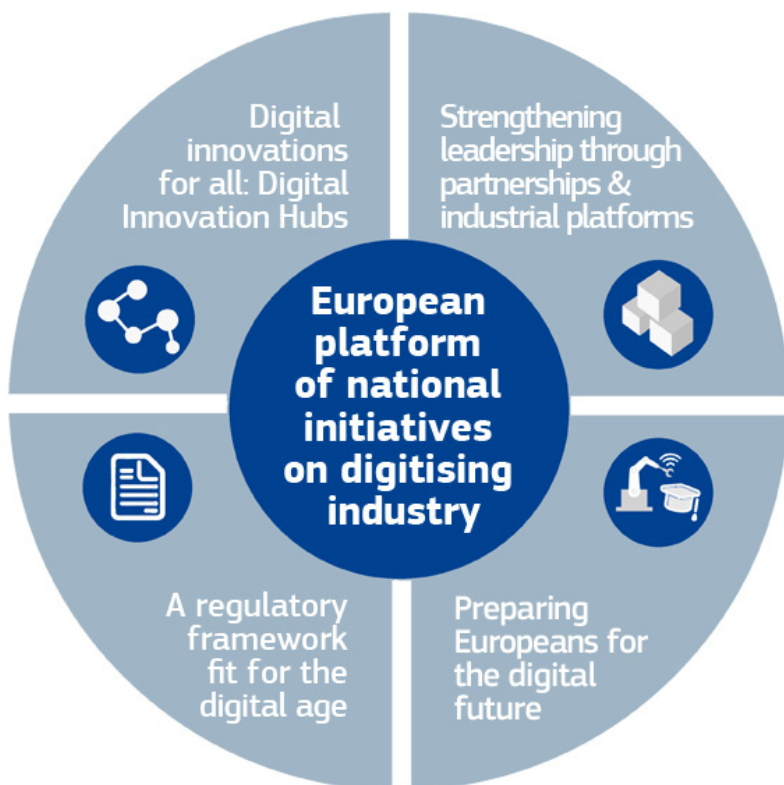 Digital
innovations
for all: Digital
Innovation Hubs
Strengthening
leadership through
partnerships &
industrial platforms
European
platform
of national
initiatives
on digitising
industry
A regulatory
framework
fit for the
digital age
Preparing
Europeans for
the digital
future